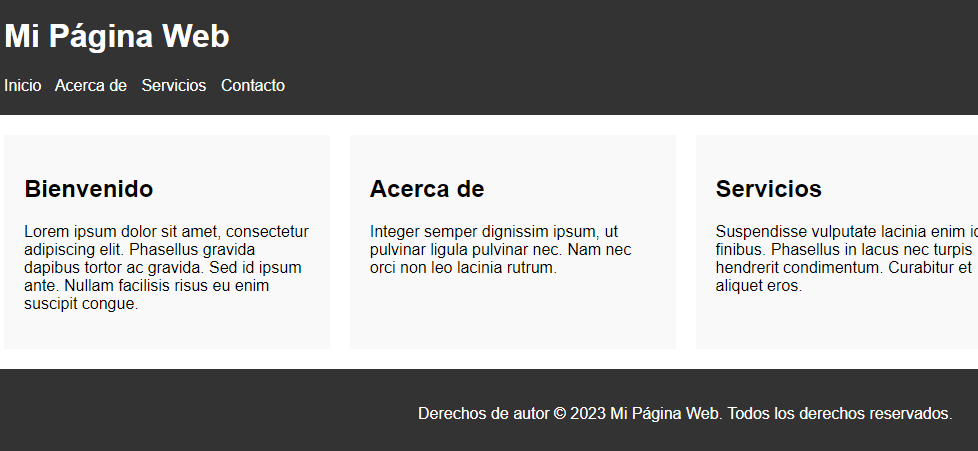 Mi Página Web
Inicio Acerca de Servicios Contacto
Bienvenido
Lorem ipsum dolor sit amet, consectetur
adipiscing elit. Phasellus gravida
dapibus tortor ac gravida. Sed id ipsum
ante. Nullam facilisis risus eu enim
suscipit congue.
Acerca de
Integer semper dignissim ipsum, ut
pulvinar ligula pulvinar nec. Nam nec
orci non leo lacinia rutrum.
Servicios
Suspendisse vulputate lacinia enim
finibus. Phasellus in lacus nec turpis
hendrerit condimentum. Curabitur et
aliquet eros.
Derechos de autor © 2023 Mi Página Web. Todos los derechos reservados.